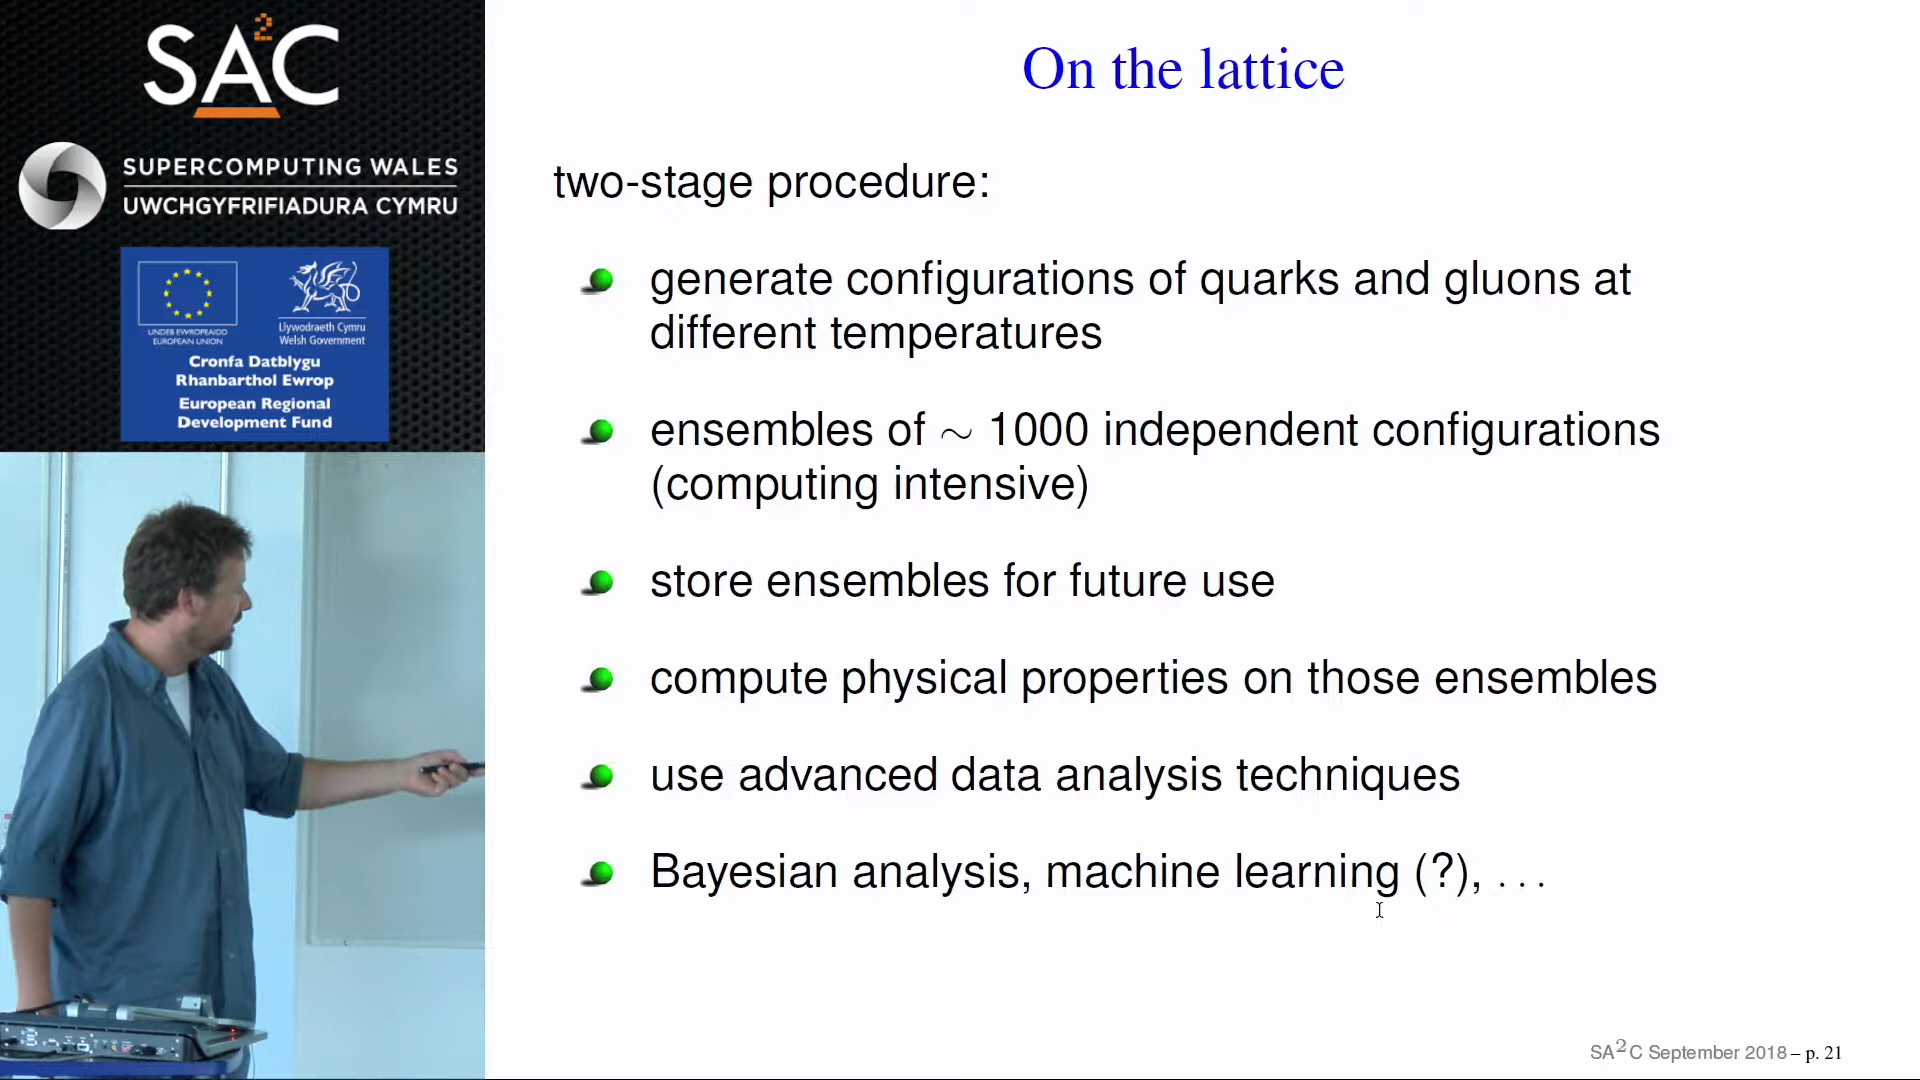 SA²C
SUPERCOMPUTING WALES
UWCHGYFRIFIADURA CYMRU
UNDEB EWROPEAIDD
EUROPEAN UNION
Llywodraeth Cymru
Welsh Government
Cronfa Datblygu
Rhanbarthol Ewrop
European Regional
Development Fund
On the lattice
two-stage procedure:
generate configurations of quarks and gluons at
different temperatures
ensembles of ∼ 1000 independent configurations
(computing intensive)
store ensembles for future use
compute physical properties on those ensembles
use advanced data analysis techniques
Bayesian analysis, machine learning (?), . . .
SA²C September 2018 – p. 21